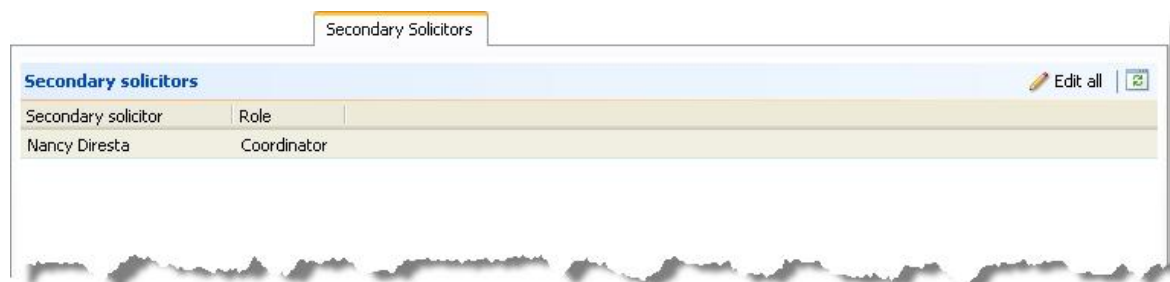 Secondary Solicitors
Secondary solicitors Edit all
Secondary solicitor Role
Nancy Diresta Coordinator